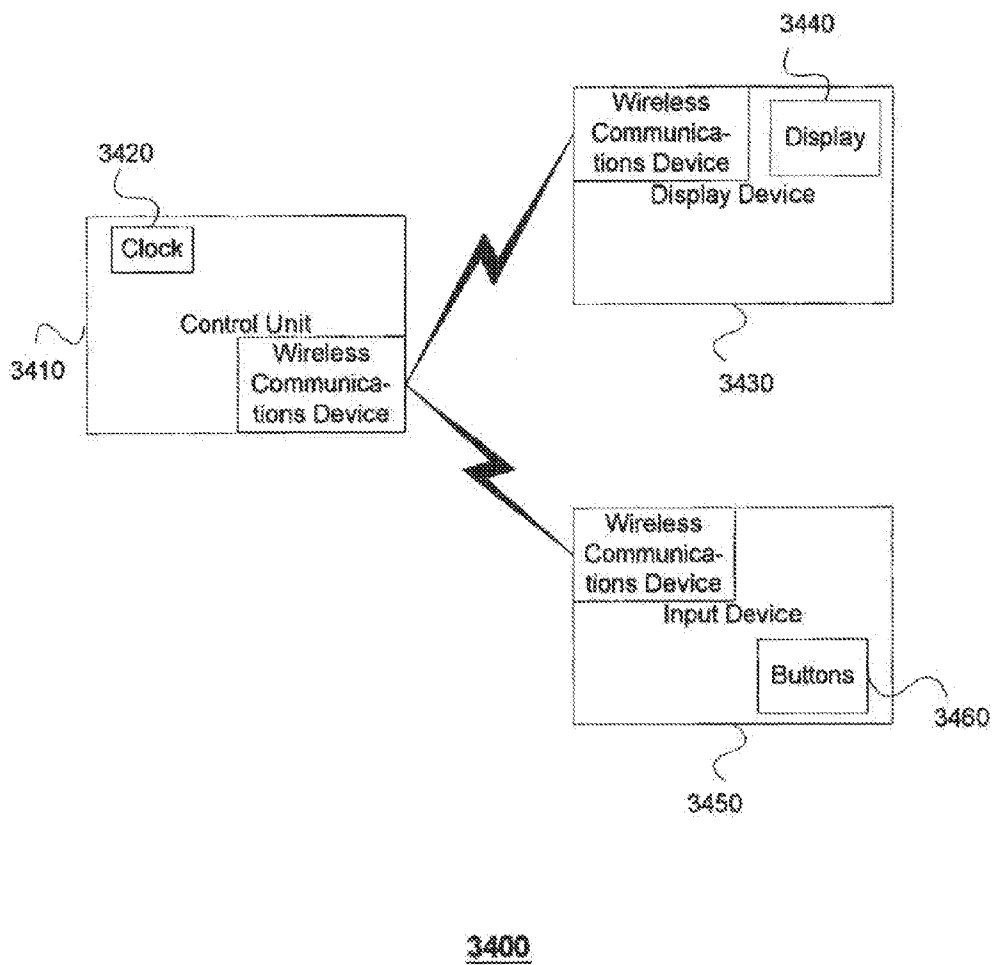 3440
Wireless
Communica-
tions Device
Display
Display Device
3420
Clock
Control Unit
3410
Wireless
Communica-
tions Device
3430
Wireless
Communica-
tions Device
Input Device
Buttons
3460
3450
3400